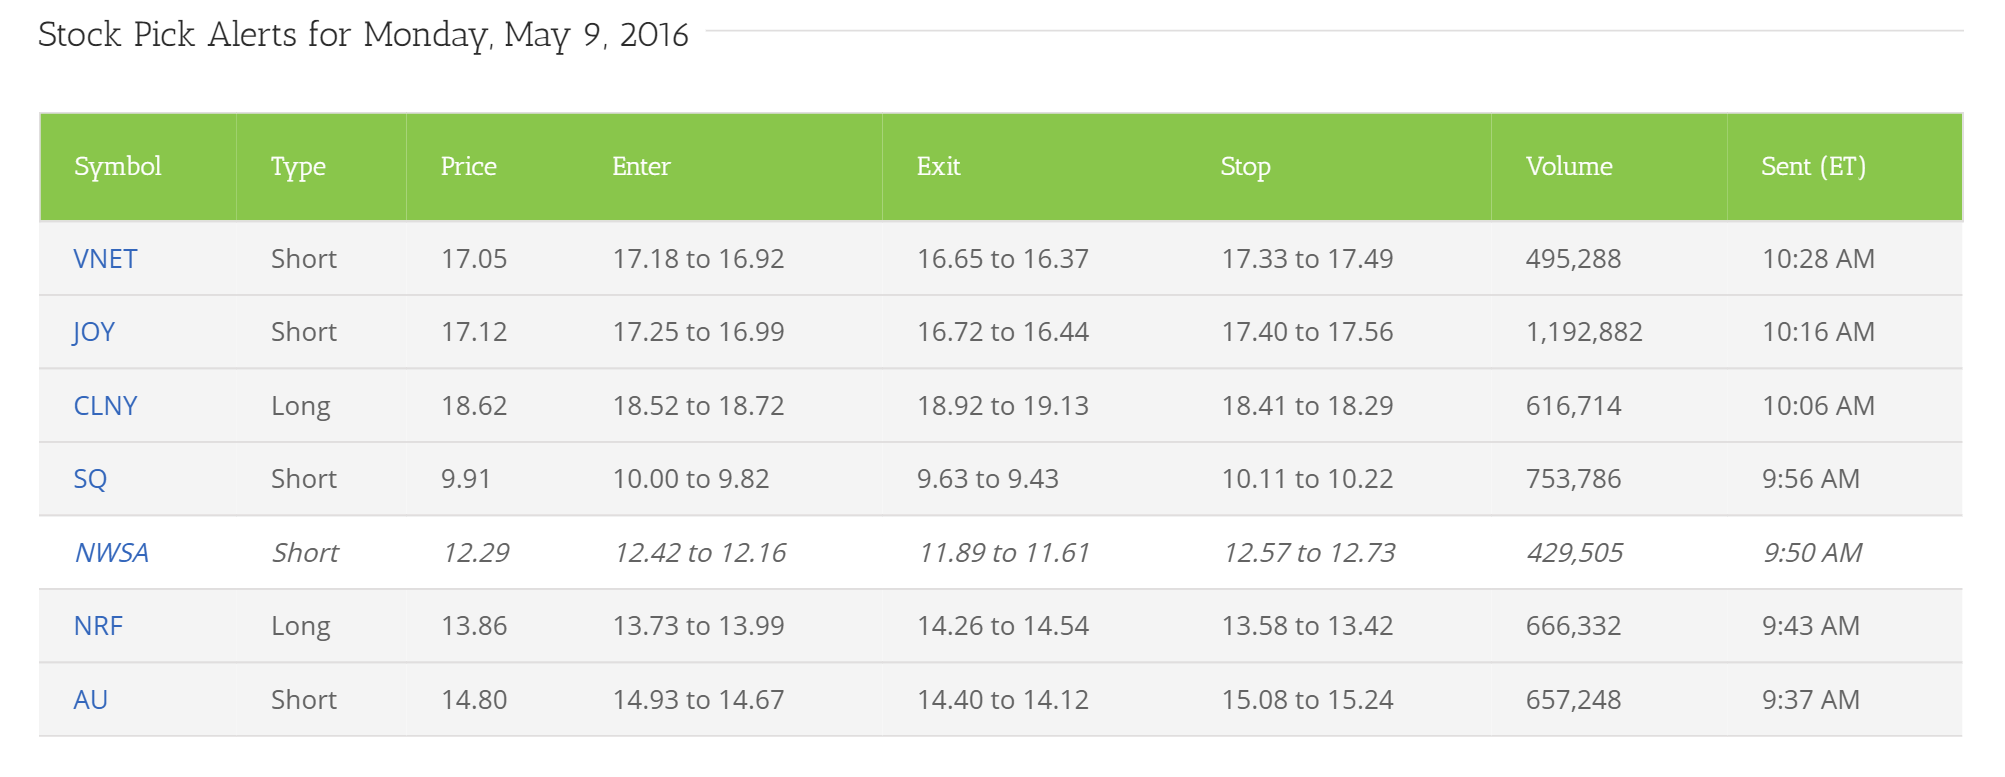 Stock Pick Alerts for Monday, May 9, 2016
Symbol Type Price Enter Exit Stop Volume Sent (ET)
VNET Short 17.05 17.18 to 16.92 16.65 to 16.37 17.33 to 17.49 495,288 10:28 AM
JOY Short 17.12 17.25 to 16.99 16.72 to 16.44 17.40 to 17.56 1,192,882 10:16 AM
CLNY Long 18.62 18.52 to 18.72 18.92 to 19.13 18.41 to 18.29 616,714 10:06 AM
SQ Short 9.91 10.00 to 9.82 9.63 to 9.43 10.11 to 10.22 753,786 9:56 AM
NWSA Short 12.29 12.42 to 12.16 11.89 to 11.61 12.57 to 12.73 429,505 9:50 AM
NRF Long 13.86 13.73 to 13.99 14.26 to 14.54 13.58 to 13.42 666,332 9:43 AM
AU Short 14.80 14.93 to 14.67 14.40 to 14.12 15.08 to 15.24 657,248 9:37 AM